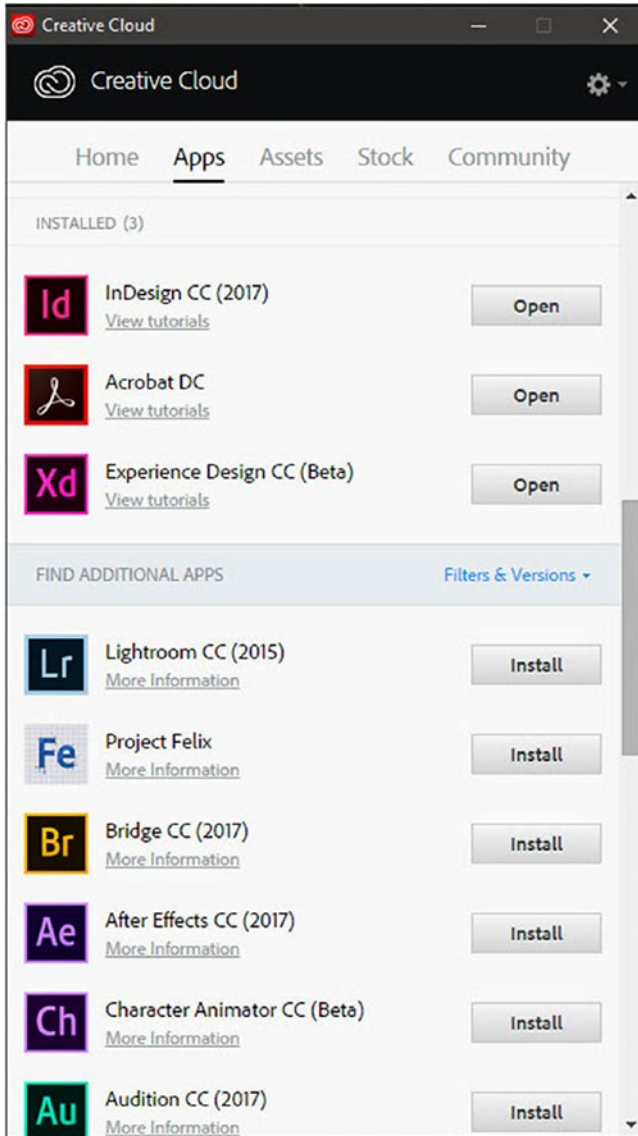 Creative Cloud
Creative Cloud
Home Apps Assets Stock Community
INSTALLED (3)
Id InDesign CC (2017) Open
View tutorials
Acrobat DC Open
View tutorials
Xd Experience Design CC (Beta) Open
View tutorials
FIND ADDITIONAL APPS Filters & Versions
Lr Lightroom CC (2015) Install
More Information
Fe Project Felix Install
More Information
Br Bridge CC (2017) Install
More Information
Ae After Effects CC (2017) Install
More Information
Ch Character Animator CC (Beta) Install
More Information
Au Audition CC (2017) Install
More Information